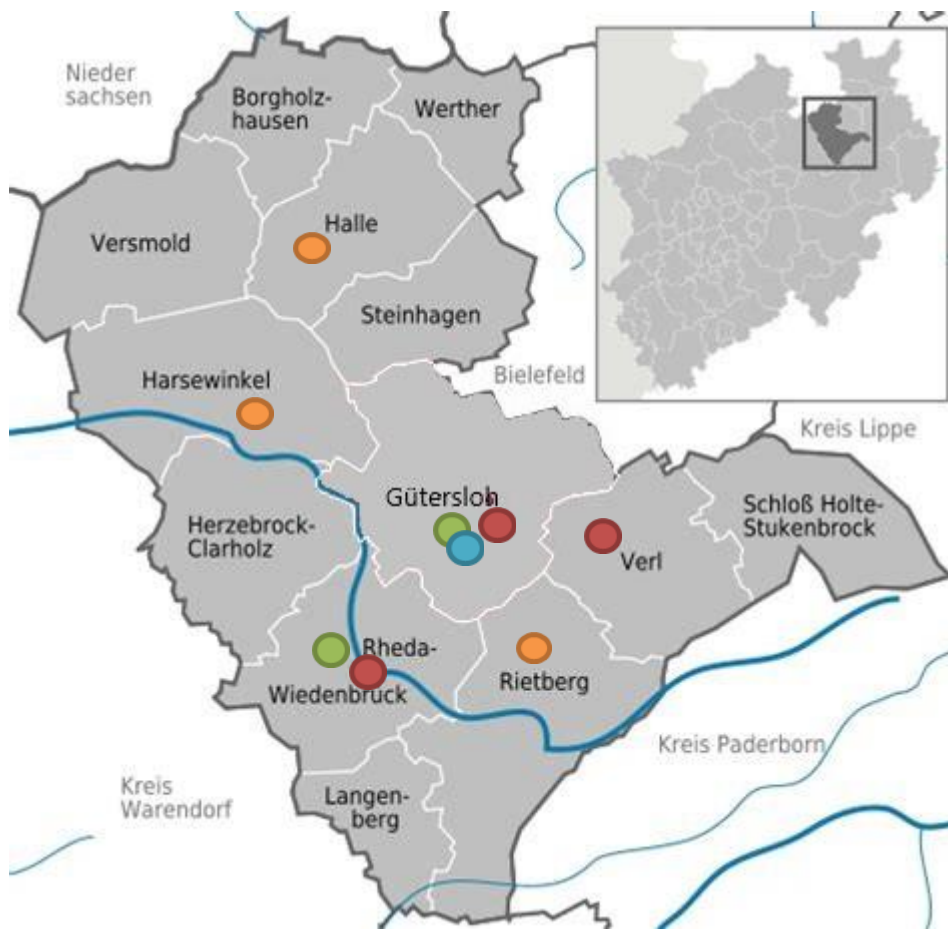 Nieder
sachsen
Borgholz-
hausen
Werther
Halle
Versmold
Steinhagen
Bielefeld
Harsewinkel
Kreis Lippe
Gütersloh
Schloß Holte-
Stukenbrock
Herzebrock-
Clarholz
Verl
Rheda-
Wiedenbrück
Rietberg
Kreis Paderborn
Kreis
Warendorf
Langen-
berg